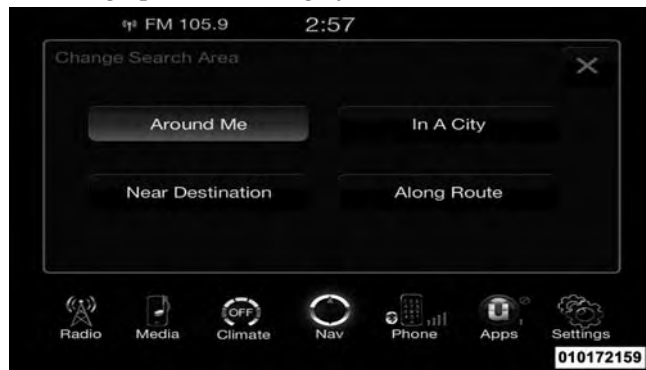 FM 105.9 2:57
Change Search Area
Around Me In A City
Near Destination Along Route
OFF U
Radio Media Climate Nav Phone Apps Settings
010172159